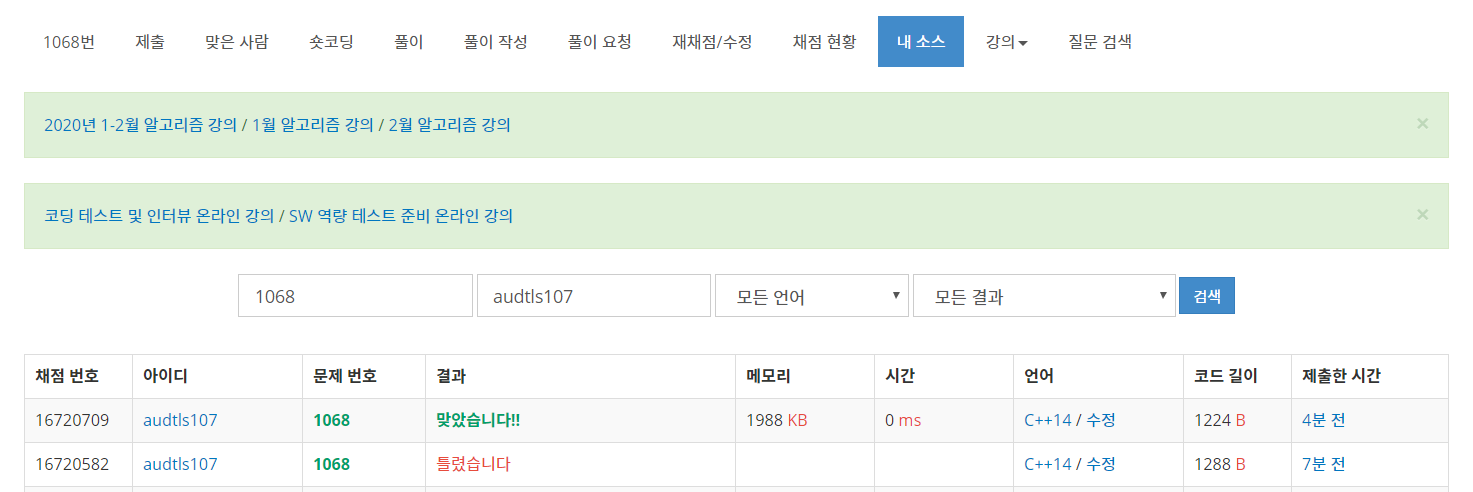 1068번 제출 맞은 사람 숏코딩 풀이 풀이 작성 풀이 요청 재채점/수정 채점 현황 내 소스 강의 질문 검색
2020년 1-2월 알고리즘 강의 / 1월 알고리즘 강의 / 2월 알고리즘 강의 ×
코딩 테스트 및 인터뷰 온라인 강의 / SW 역량 테스트 준비 온라인 강의 ×
1068 audtls107 모든 언어 모든 결과 검색
채점 번호 아이디 문제 번호 결과 메모리 시간 언어 코드 길이 제출한 시간
16720709 audtls107 1068 맞았습니다!! 1988 KB 0 ms C++14 / 수정 1224 B 4분 전
16720582 audtls107 1068 틀렸습니다 C++14 / 수정 1288 B 7분 전